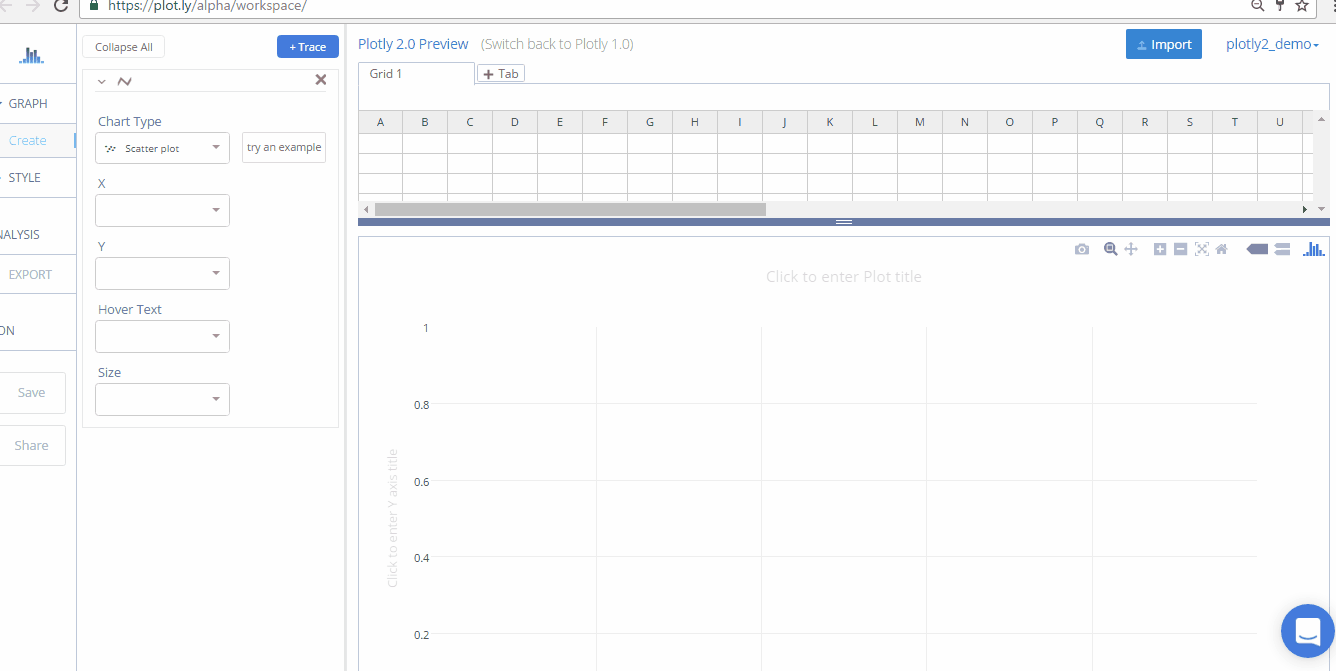 https://plot.ly/alpha/workspace/
Collapse All
+ Trace
Plotly 2.0 Preview (Switch back to Plotly 1.0)
Import
plotly2_demo
Grid 1
+ Tab
GRAPH
Create
STYLE
NALYSIS
EXPORT
ON
Save
Share
Chart Type
Scatter plot
try an example
X
Y
Hover Text
Size
A B C D E F G H I J K L M N O P Q R S T U
Click to enter Plot title
1
0.8
0.6
0.4
0.2
Click to enter Y axis title